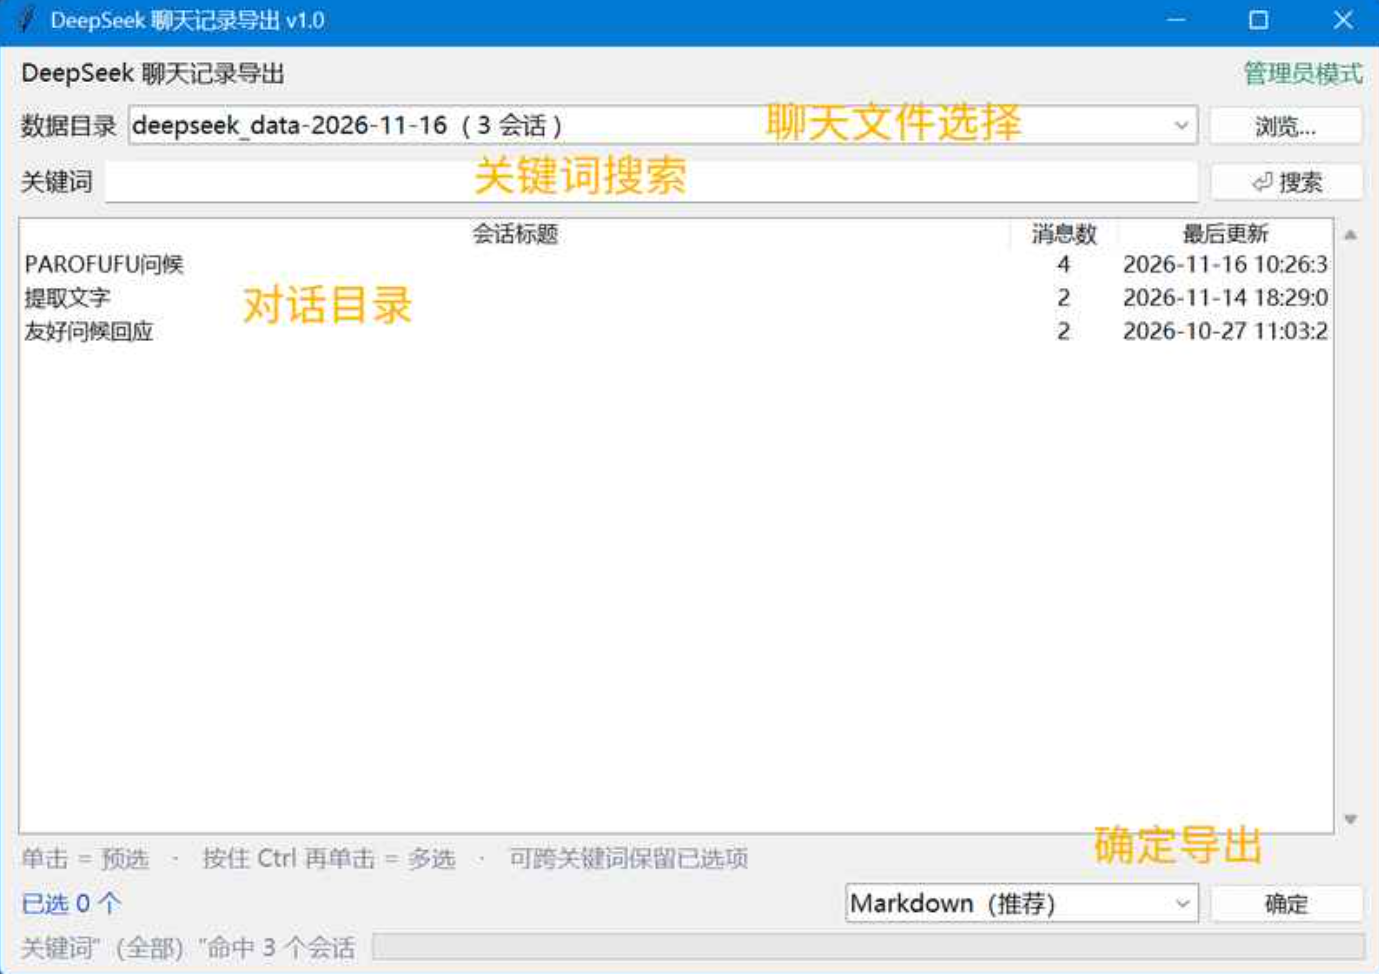 DeepSeek 聊天记录导出 v1.0
DeepSeek 聊天记录导出 管理员模式
数据目录 deepseek_data-2026-11-16（3 会话） 聊天文件选择 浏览...
关键词 关键词搜索 ⏎ 搜索
会话标题 消息数 最后更新
PAROFUFU问候 4 2026-11-16 10:26:3
提取文字 2 2026-11-14 18:29:0
对话目录
友好问候回应 2 2026-10-27 11:03:2
确定导出
单击 = 预选 · 按住 Ctrl 再单击 = 多选 · 可跨关键词保留已选项
已选 0 个 Markdown（推荐） 确定
关键词"（全部）"命中 3 个会话